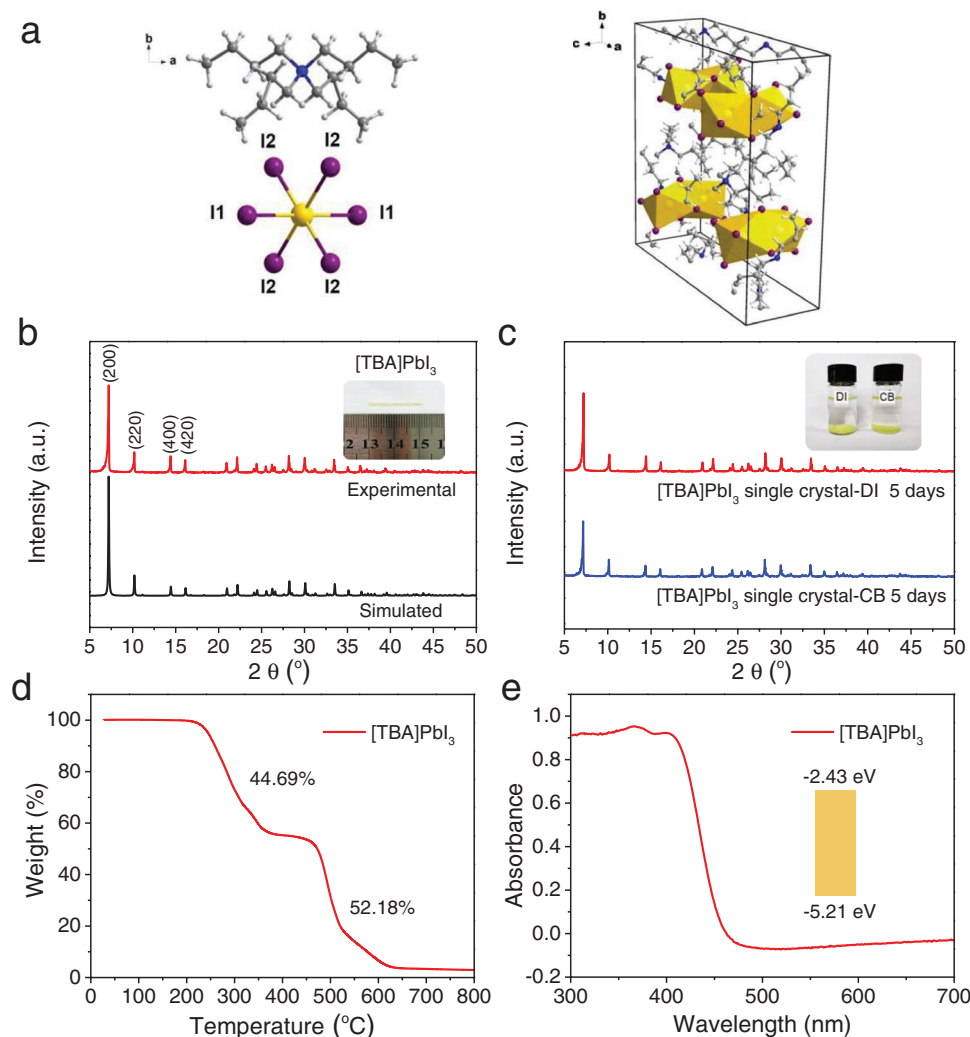 a
b
a
I2
I2
I1
I1
I2
I2
b
c
a
b
(200)
(220)
(400)
(420)
[TBA]PbI₃
2 13 14 15 1
Experimental
Simulated
Intensity (a.u.)
5 10 15 20 25 30 35 40 45 50
2 θ (°)
c
DI
CB
[TBA]PbI₃ single crystal-DI 5 days
[TBA]PbI₃ single crystal-CB 5 days
Intensity (a.u.)
5 10 15 20 25 30 35 40 45 50
2 θ (°)
d
[TBA]PbI₃
44.69%
52.18%
Weight (%)
100
80
60
40
20
0
0 100 200 300 400 500 600 700 800
Temperature (°C)
e
[TBA]PbI₃
-2.43 eV
-5.21 eV
Absorbance
1.0
0.8
0.6
0.4
0.2
0.0
-0.2
300 400 500 600 700
Wavelength (nm)